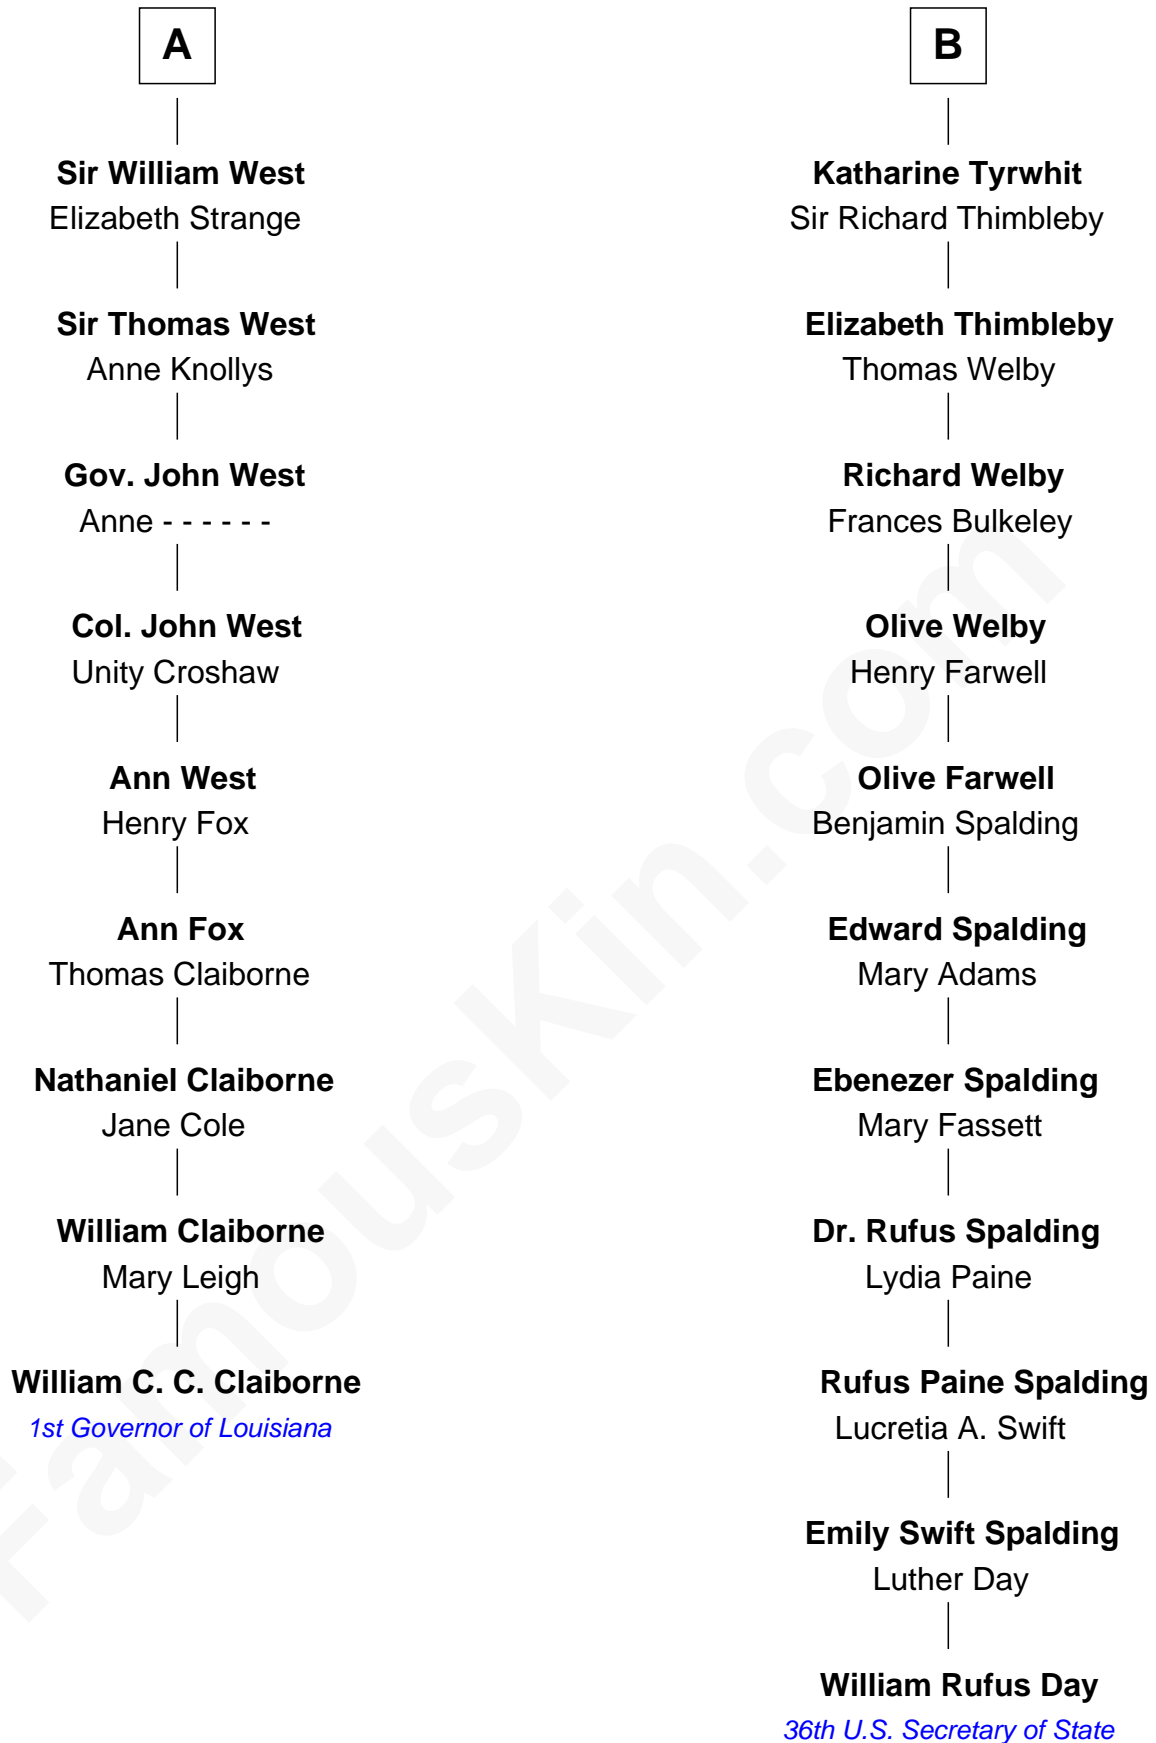 A
Sir William West
Elizabeth Strange
Sir Thomas West
Anne Knollys
Gov. John West
Anne - - - - - -
Col. John West
Unity Croshaw
Ann West
Henry Fox
Ann Fox
Thomas Claiborne
Nathaniel Claiborne
Jane Cole
William Claiborne
Mary Leigh
William C. C. Claiborne
1st Governor of Louisiana
B
Katharine Tyrwhit
Sir Richard Thimbleby
Elizabeth Thimbleby
Thomas Welby
Richard Welby
Frances Bulkeley
Olive Welby
Henry Farwell
Olive Farwell
Benjamin Spalding
Edward Spalding
Mary Adams
Ebenezer Spalding
Mary Fassett
Dr. Rufus Spalding
Lydia Paine
Rufus Paine Spalding
Lucretia A. Swift
Emily Swift Spalding
Luther Day
William Rufus Day
36th U.S. Secretary of State
FamousKin.com